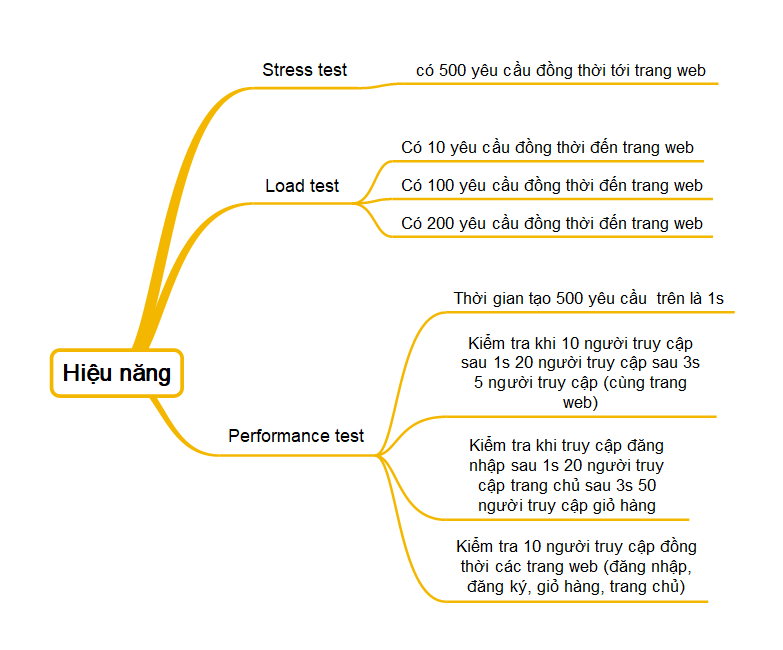 Stress test
có 500 yêu cầu đồng thời tới trang web
Load test
Có 10 yêu cầu đồng thời đến trang web
Có 100 yêu cầu đồng thời đến trang web
Có 200 yêu cầu đồng thời đến trang web
Hiệu năng
Performance test
Thời gian tạo 500 yêu cầu  trên là 1s
Kiểm tra khi 10 người truy cập
sau 1s 20 người truy cập sau 3s
5 người truy cập (cùng trang
web)
Kiểm tra khi truy cập đăng
nhập sau 1s 20 người truy
cập trang chủ sau 3s 50
người truy cập giỏ hàng
Kiểm tra 10 người truy cập đồng
thời các trang web (đăng nhập,
đăng ký, giỏ hàng, trang chủ)